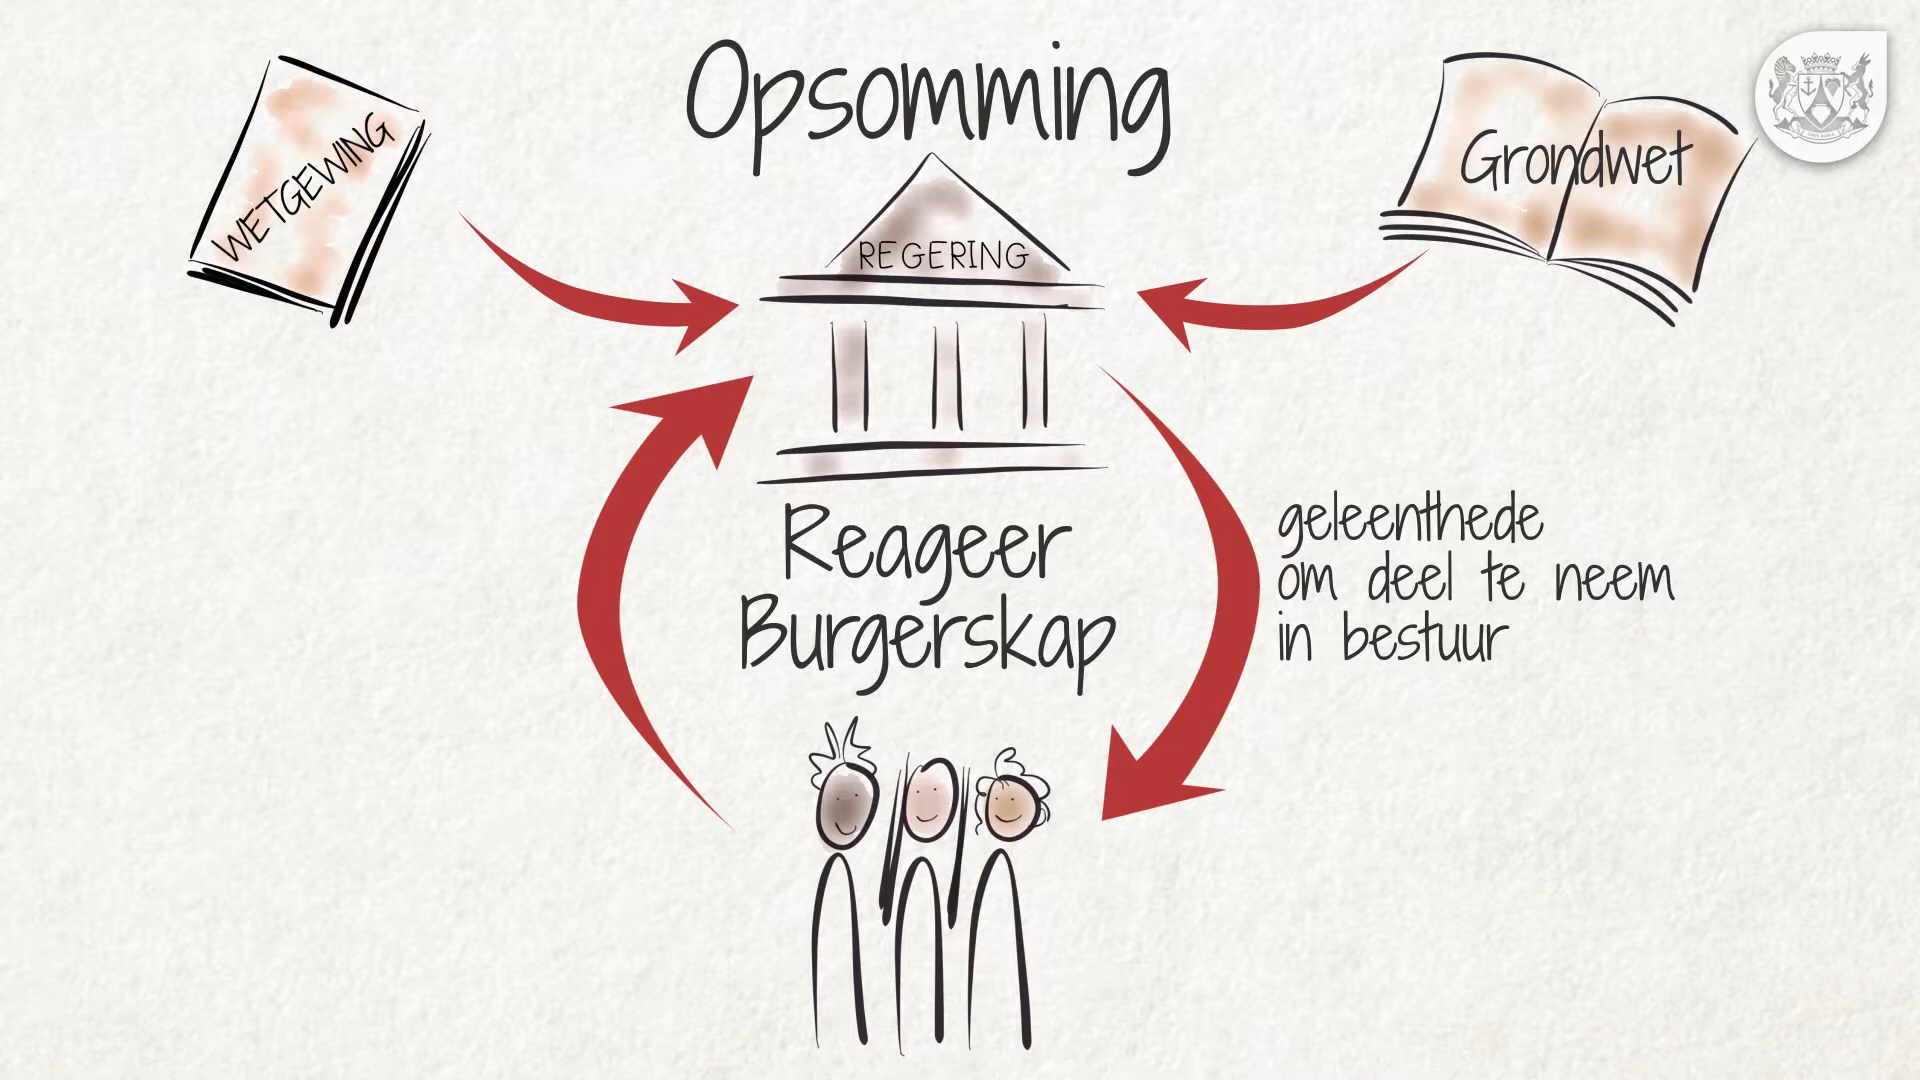 Opsomming
WETGEWING
Grondwet
REGERING
Reageer
Burgerskap
geleenthede
om deel te neem
in bestuur